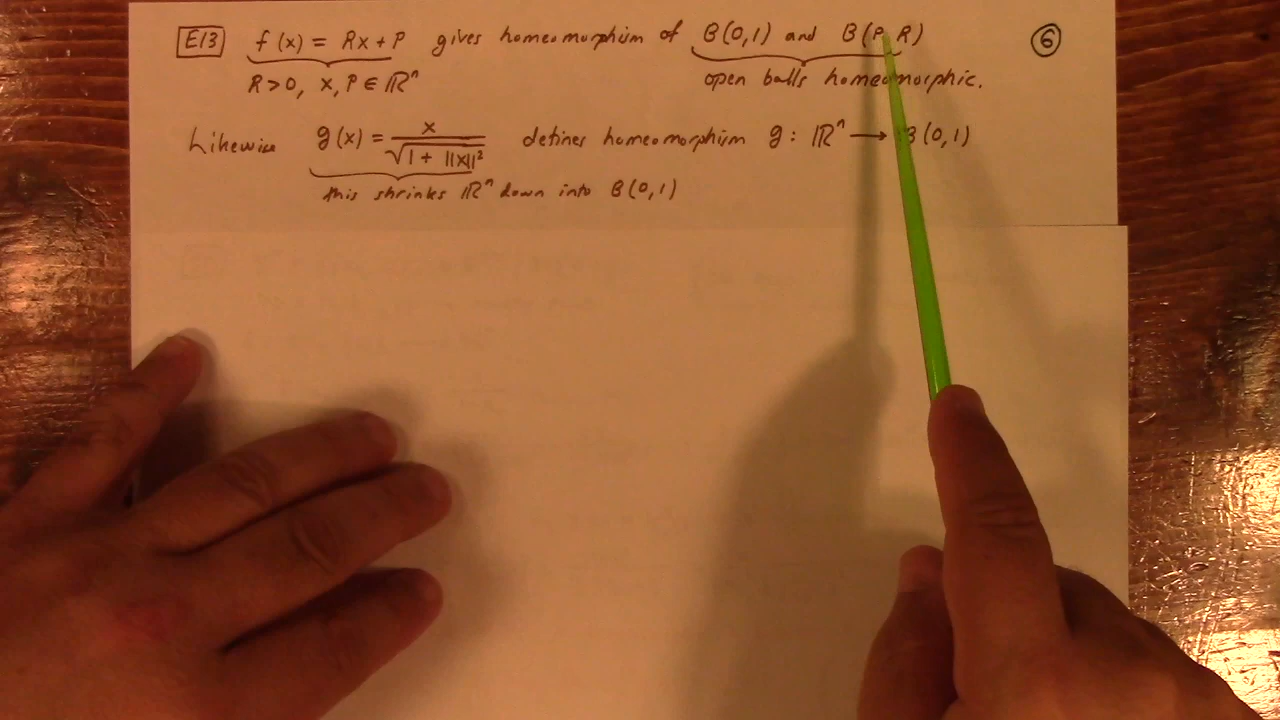 E13 f(x) = Rx + P gives homeomorphism of B(0,1) and B(P,R) 6
R>0, x, P ∈ ℝⁿ open balls homeomorphic.
Likewise g(x) = x / √(1 + ||x||²) defines homeomorphism g: ℝⁿ → B(0,1)
this shrinks ℝⁿ down into B(0,1)